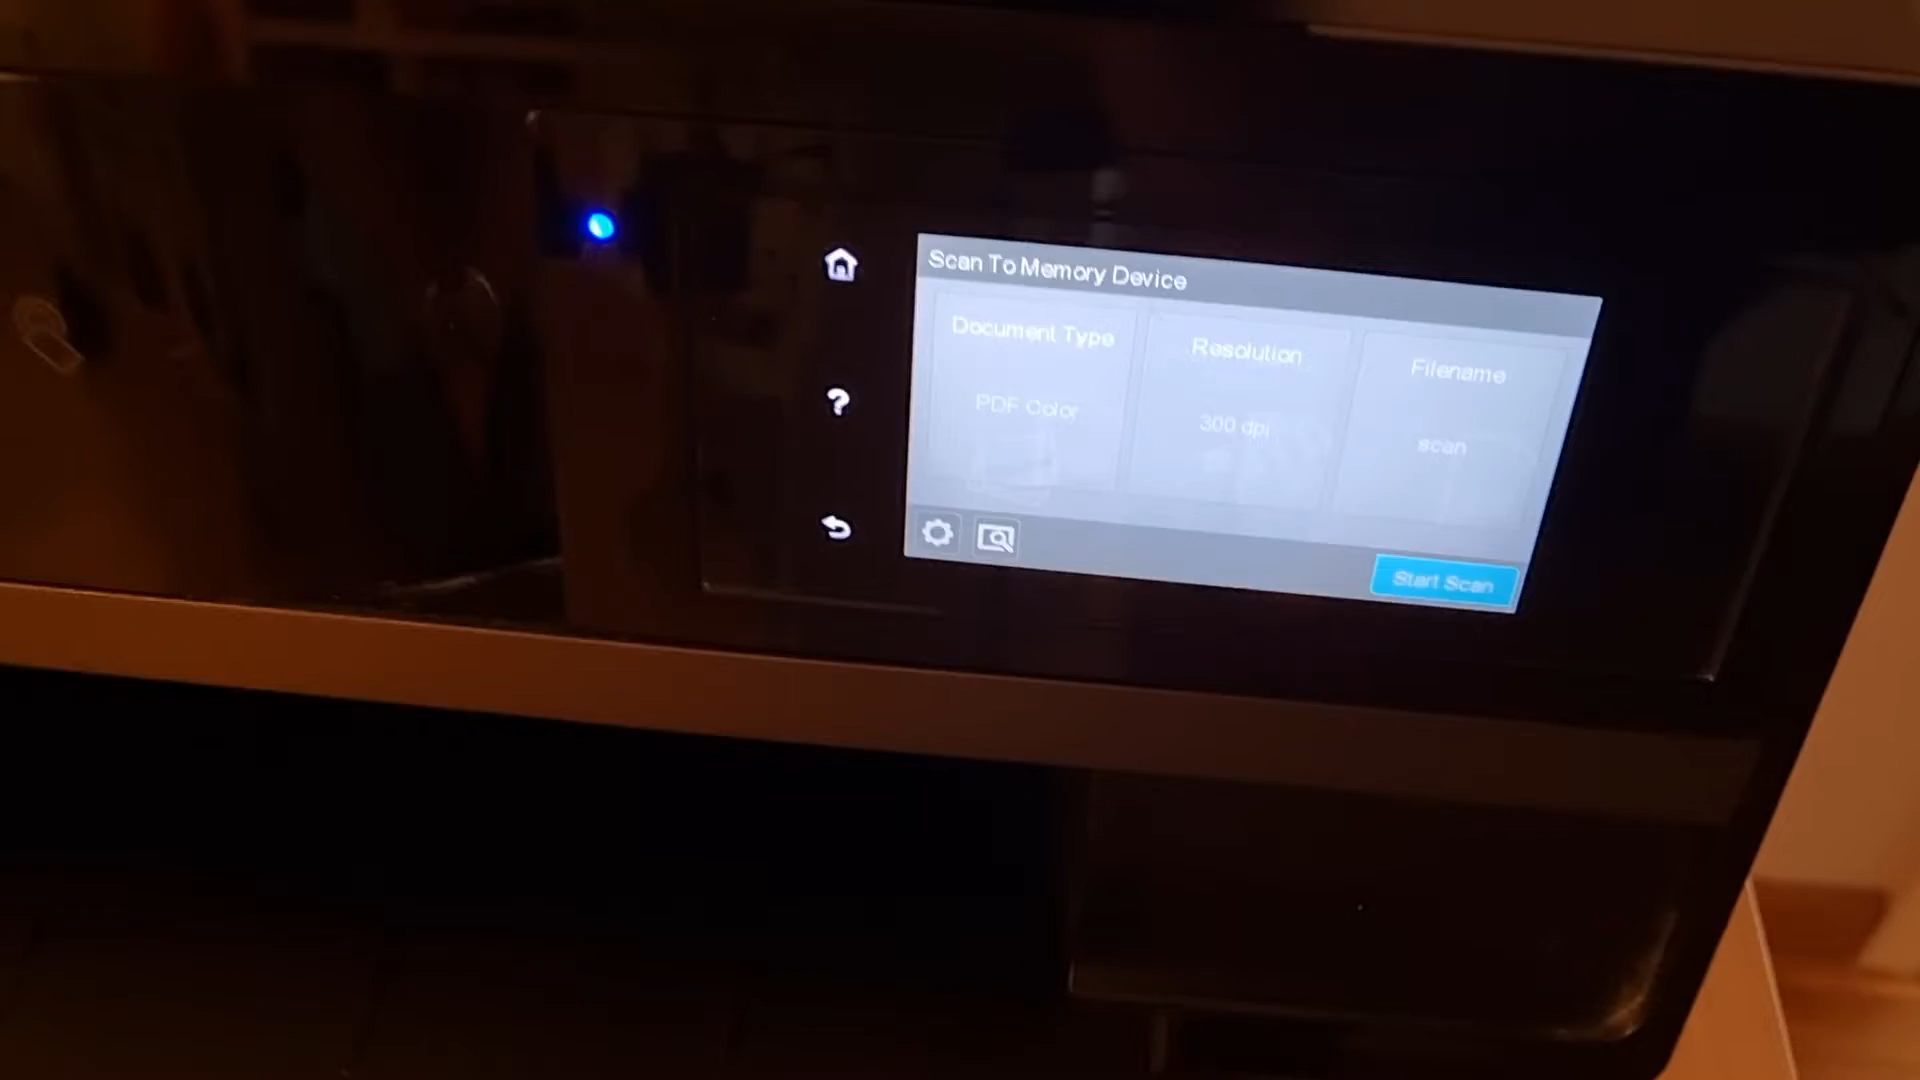 Scan To Memory Device
Document Type
Resolution
Filename
PDF Color
300 dpi
scan
?
Start Scan